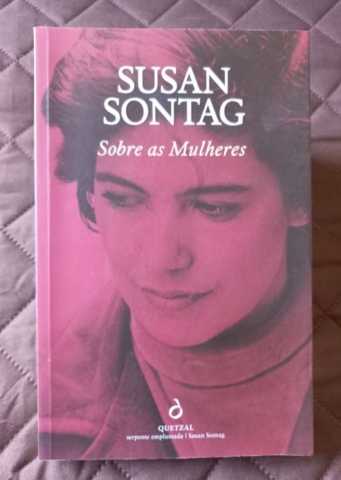 SUSAN
SONTAG
Sobre as Mulheres
QUETZAL
serpente emplumada | Susan Sontag